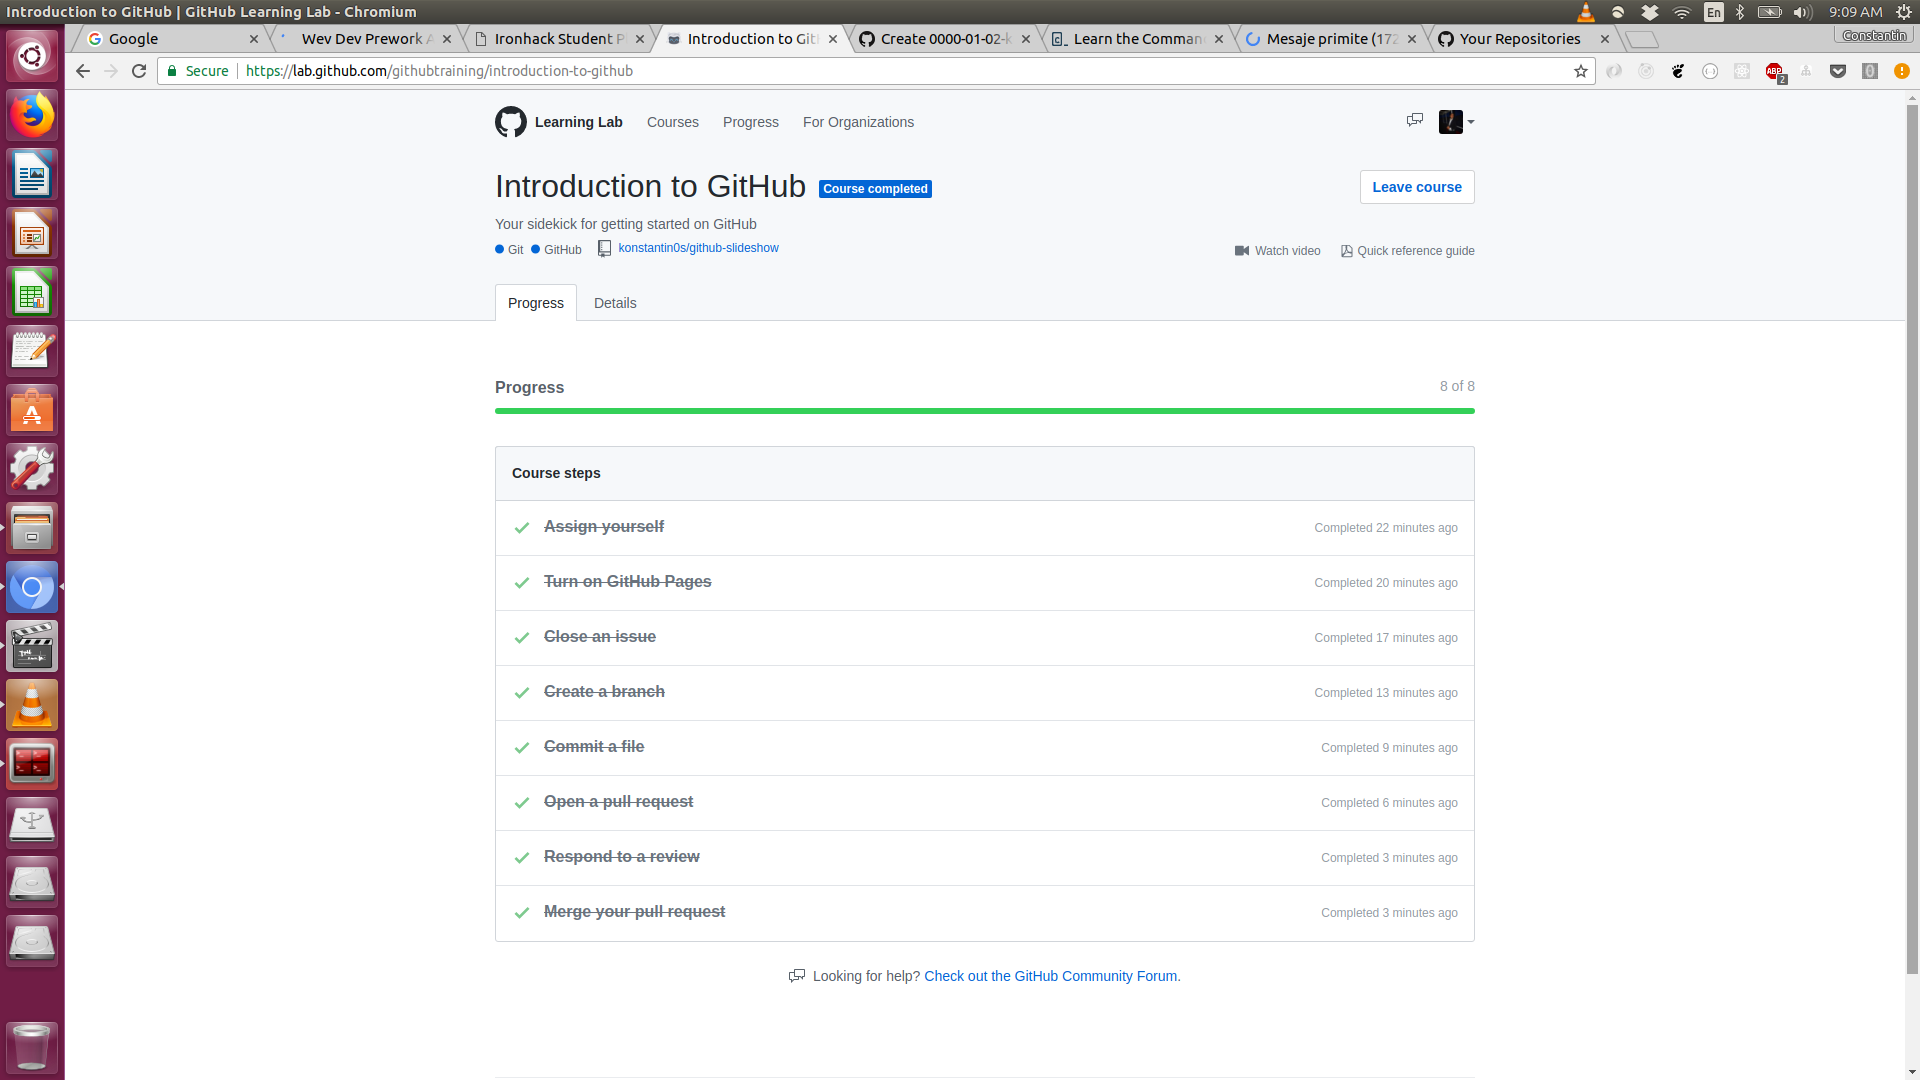 Introduction to GitHub | GitHub Learning Lab - Chromium
En
9:09 AM
Google
Wev Dev Prework
Ironhack Student
Introduction to Git
Create 0000-01-02-k
Learn the Comman
Mesaje primite (172
Your Repositories
Constantin
Secure
https://lab.github.com/githubtraining/introduction-to-github
ABP
2
Learning Lab
Courses
Progress
For Organizations
Introduction to GitHub
Course completed
Leave course
Your sidekick for getting started on GitHub
Git
GitHub
konstantin0s/github-slideshow
Watch video
Quick reference guide
Progress
Details
Progress
8 of 8
Course steps
Assign yourself
Completed 22 minutes ago
Turn on GitHub Pages
Completed 20 minutes ago
Close an issue
Completed 17 minutes ago
Create a branch
Completed 13 minutes ago
Commit a file
Completed 9 minutes ago
Open a pull request
Completed 6 minutes ago
Respond to a review
Completed 3 minutes ago
Merge your pull request
Completed 3 minutes ago
Looking for help? Check out the GitHub Community Forum.